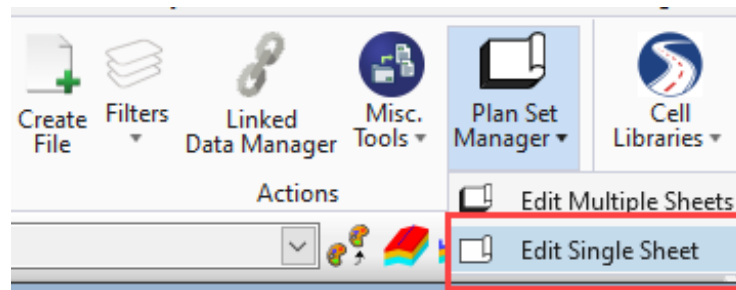 Create
File
Filters
Linked
Data Manager
Misc.
Tools
Plan Set
Manager
Cell
Libraries
Actions
Edit Multiple Sheets
Edit Single Sheet